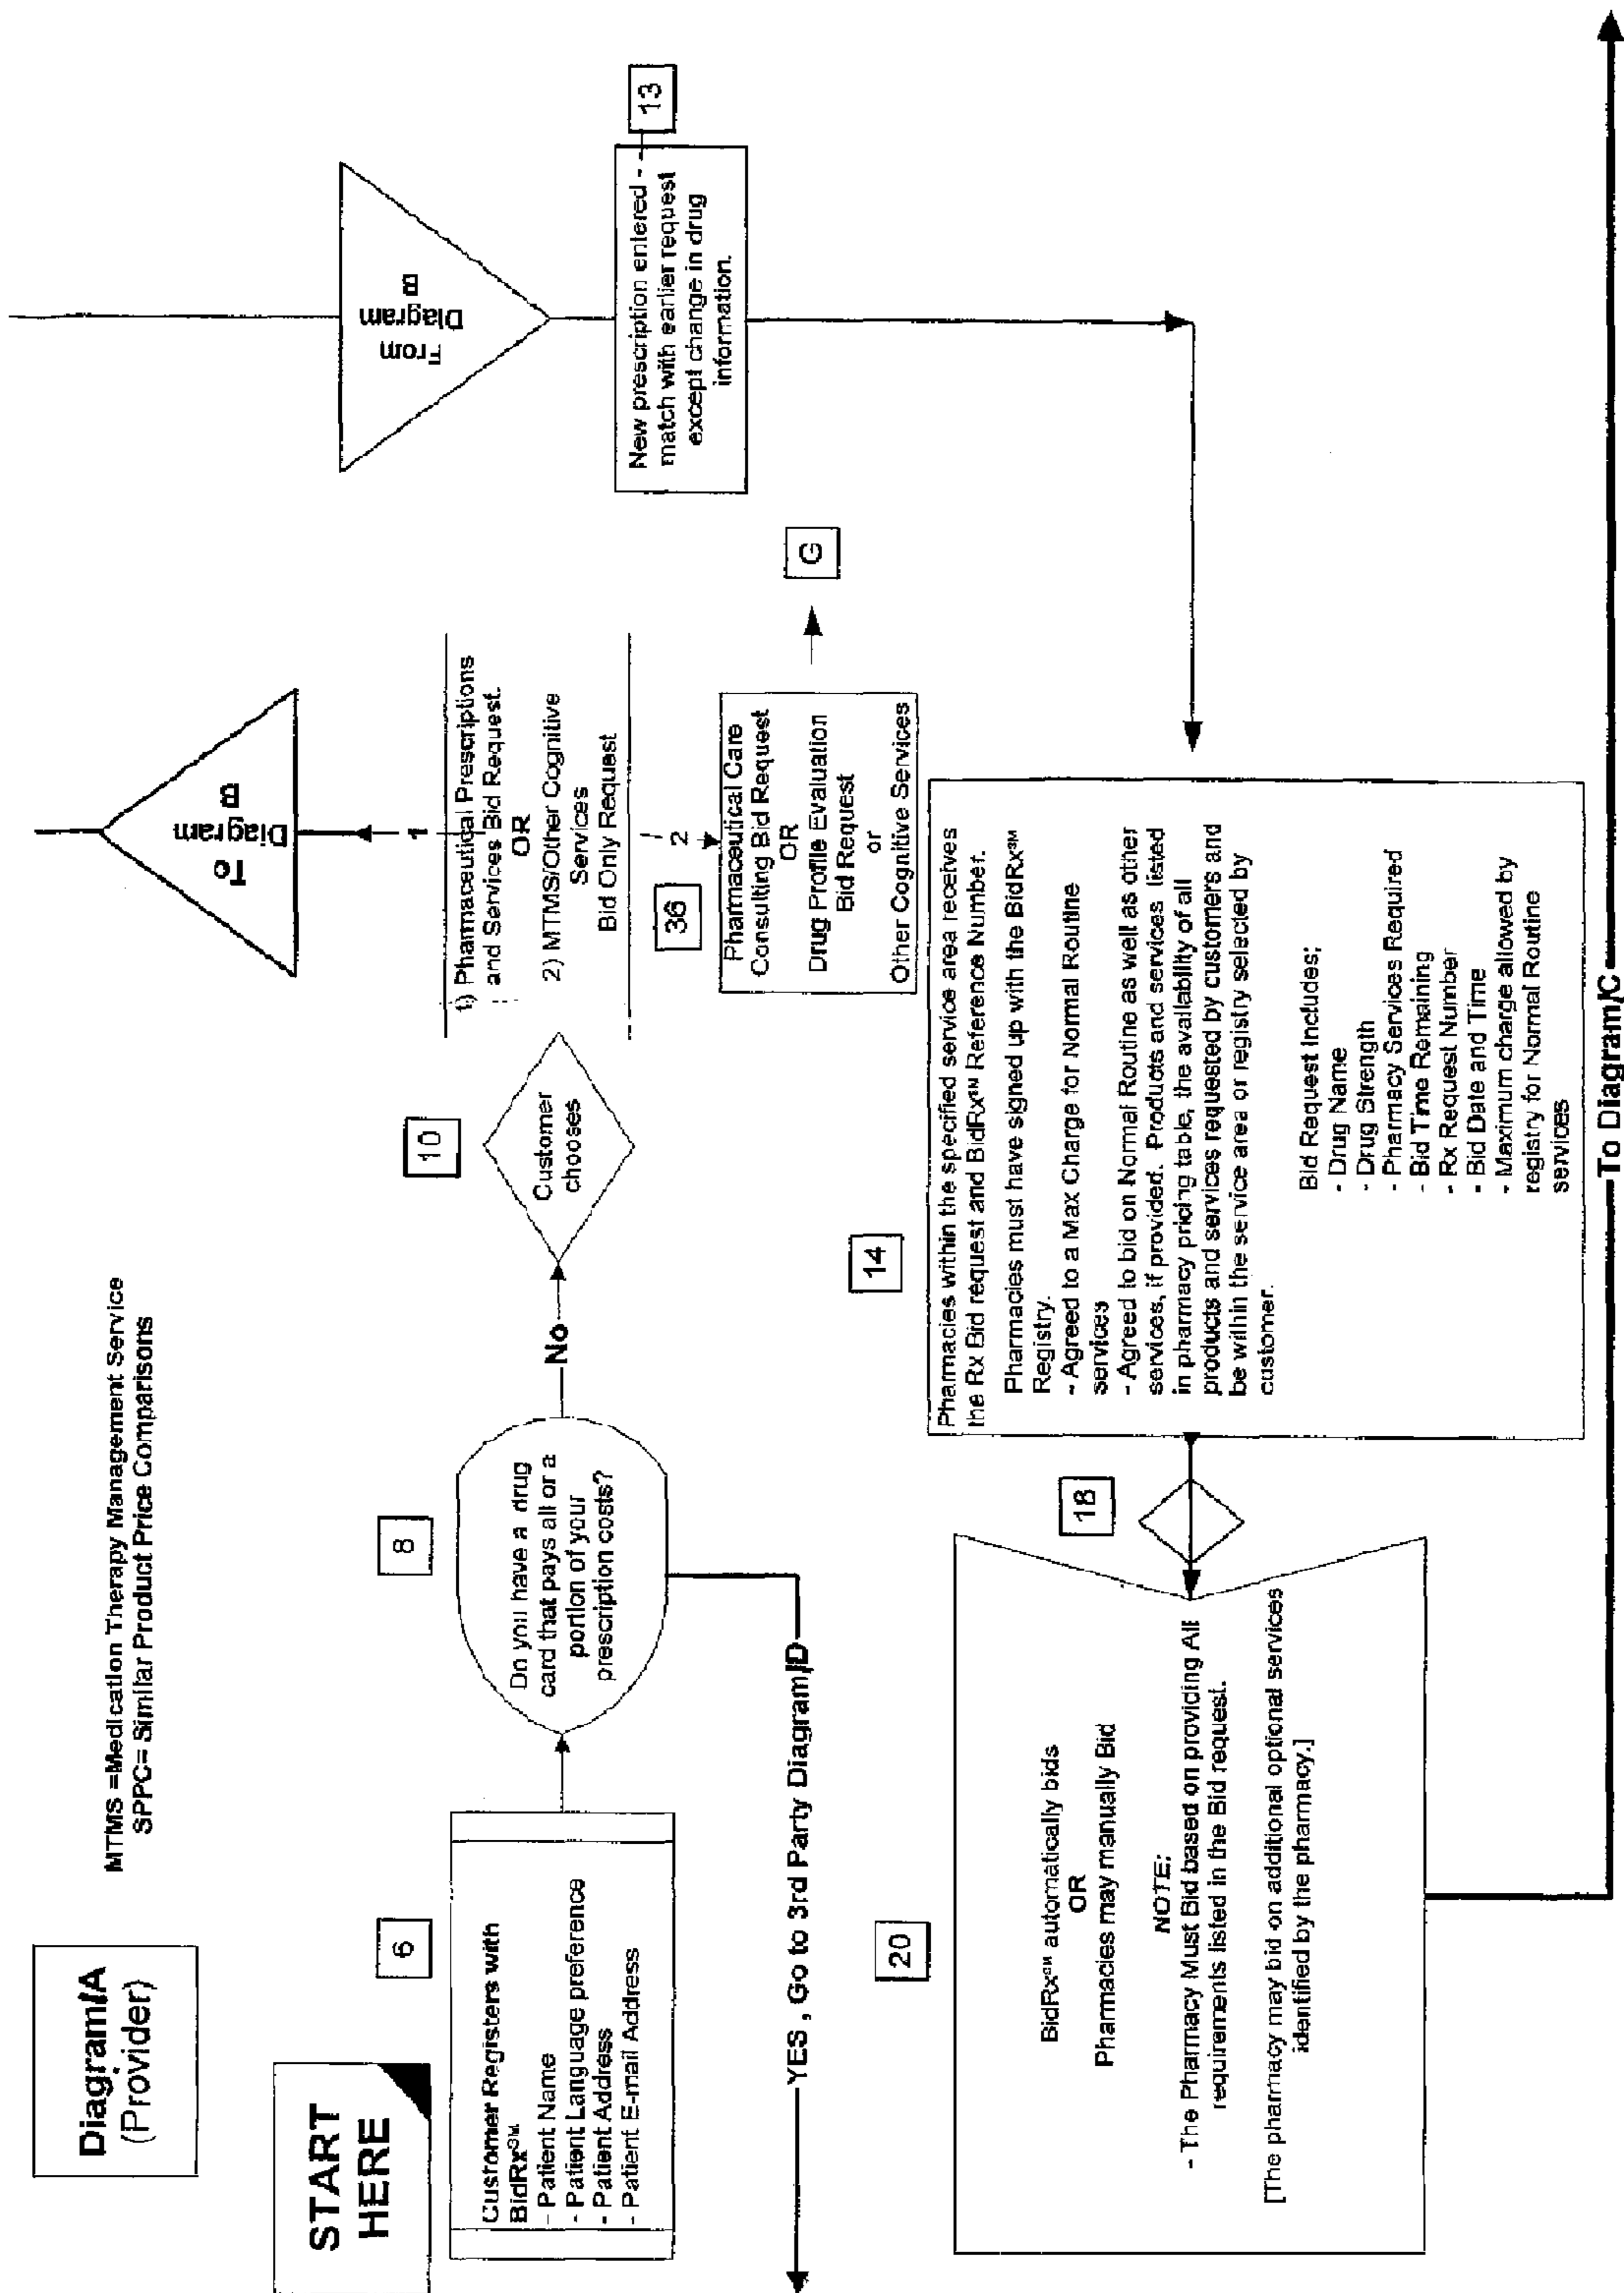 Diagram/A
(Provider)
MTMS =Medication Therapy Management Service
SPPC= Similar Product Price Comparisons
START
HERE
6
Customer Registers with
BidRx℠
- Patient Name
- Patient Language preference
- Patient Address
- Patient E-mail Address
8
Do you have a drug
card that pays all or a
portion of your
prescription costs?
No
YES , Go to 3rd Party Diagram/D
10
Customer
chooses
1) Pharmaceutical Prescriptions
and Services Bid Request.
OR
2) MTMS/Other Cognitive
Services
Bid Only Request
1
To
Diagram
B
2
36
Pharmaceutical Care
Consulting Bid Request
OR
Drug Profile Evaluation
Bid Request
or
Other Cognitive Services
G
From
Diagram
B
New prescription entered -
match with earlier request
except change in drug
information.
13
14
Pharmacies within the specified service area receives
the Rx Bid request and BidRx℠ Reference Number.
Pharmacies must have signed up with the BidRx℠
Registry.
- Agreed to a Max Charge for Normal Routine
services
- Agreed to bid on Normal Routine as well as other
services, if provided. Products and services listed
in pharmacy pricing table, the availability of all
products and services requested by customers and
be within the service area or registry selected by
customer.
Bid Request Includes:
- Drug Name
- Drug Strength
- Pharmacy Services Required
- Bid Time Remaining
- Rx Request Number
- Bid Date and Time
- Maximum charge allowed by
registry for Normal Routine
services
18
20
BidRx℠ automatically bids
OR
Pharmacies may manually Bid
NOTE:
- The Pharmacy Must Bid based on providing All
requirements listed in the Bid request.
[The pharmacy may bid on additional optional services
identified by the pharmacy.]
To Diagram/C